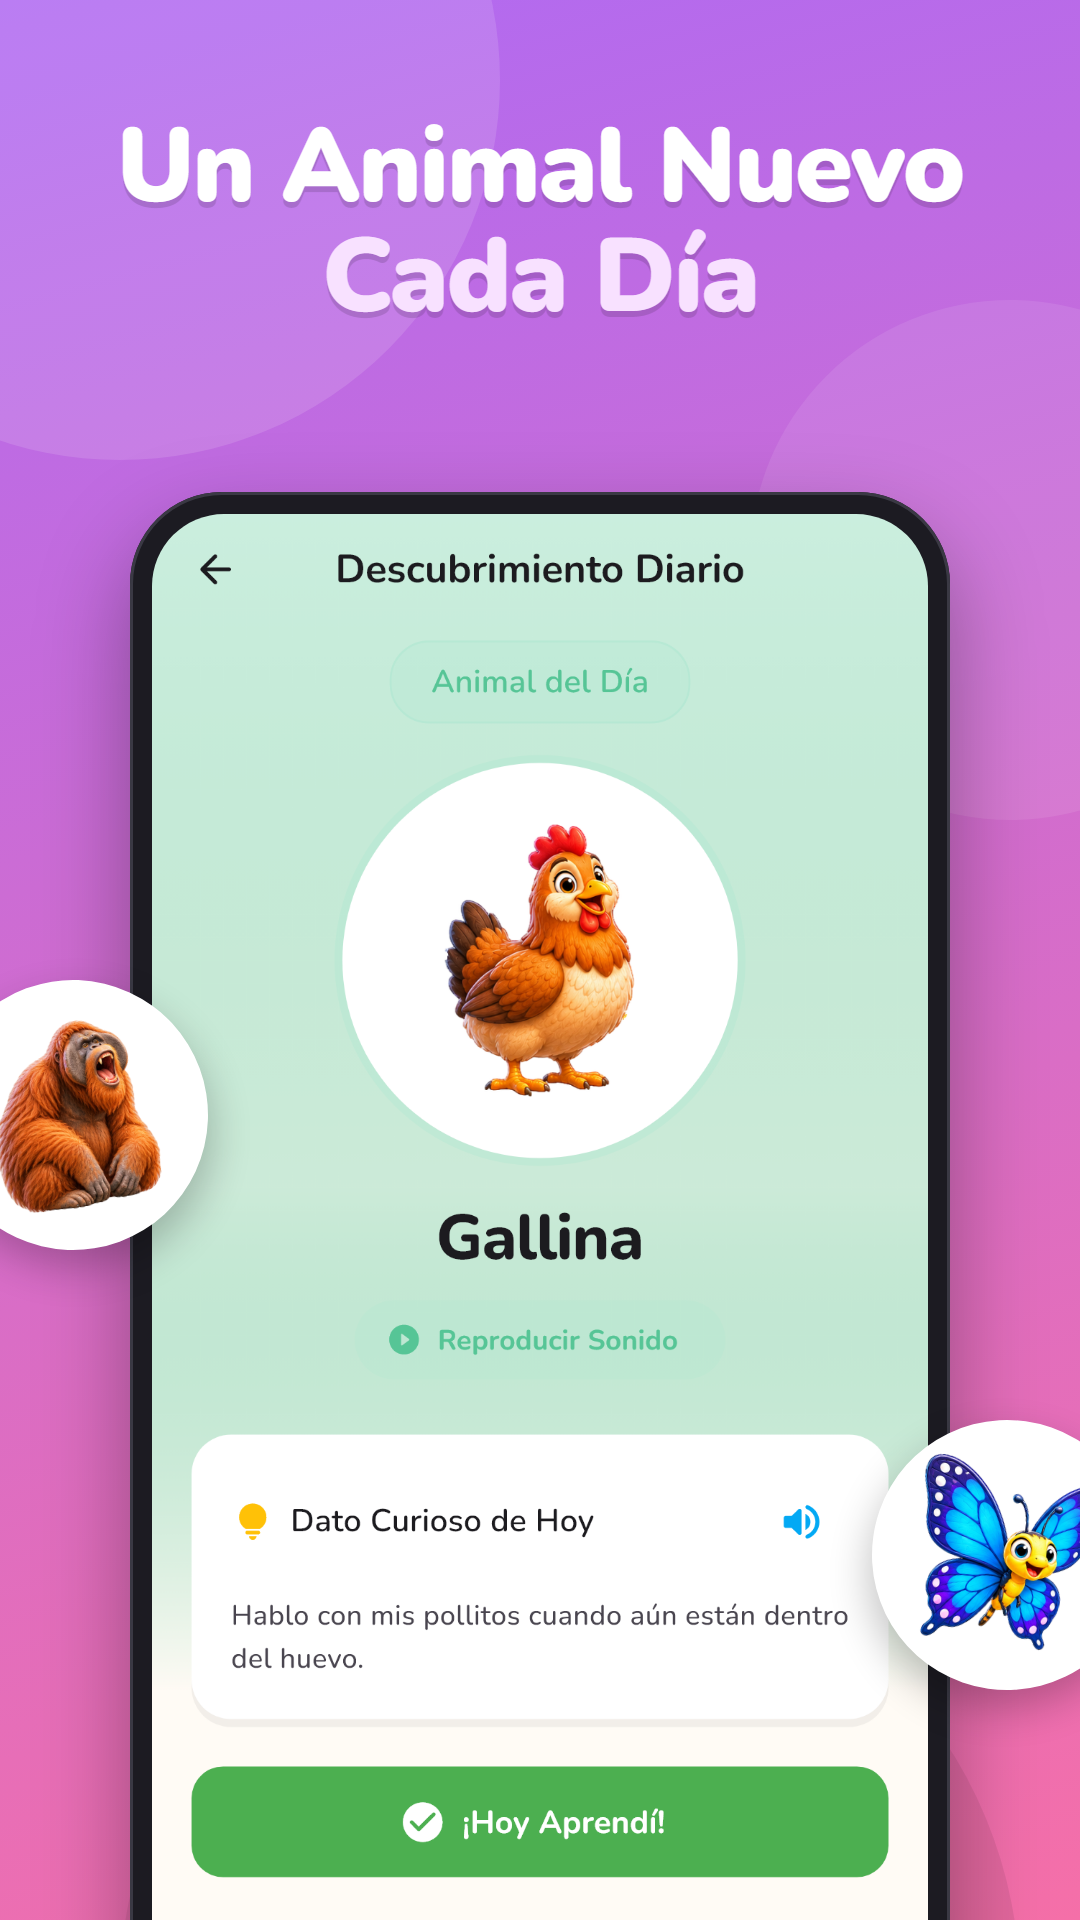 Un Animal Nuevo
Cada Día
Descubrimiento Diario
Animal del Día
Gallina
Reproducir Sonido
Dato Curioso de Hoy
Hablo con mis pollitos cuando aún están dentro
del huevo.
¡Hoy Aprendí!